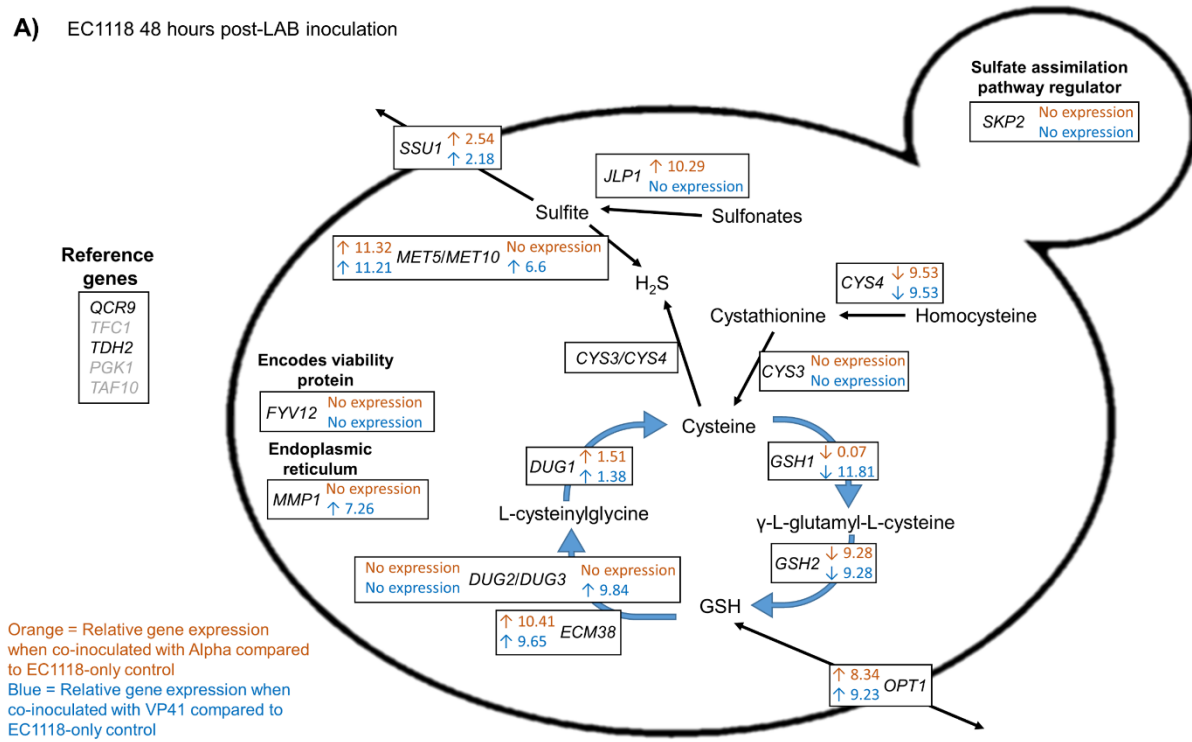 A) EC1118 48 hours post-LAB inoculation
Sulfate assimilation
pathway regulator
SKP2 No expression
No expression
SSU1 ↑ 2.54
↑ 2.18
JLP1 ↑ 10.29
No expression
Sulfite
Sulfonates
↑ 11.32 MET5/MET10 No expression
↑ 11.21 ↑ 6.6
H₂S
Reference
genes
QCR9
TFC1
TDH2
PGK1
TAF10
CYS4 ↓ 9.53
↓ 9.53
Cystathionine
Homocysteine
CYS3/CYS4
CYS3 No expression
No expression
Encodes viability
protein
FYV12 No expression
No expression
Cysteine
Endoplasmic
reticulum
MMP1 No expression
↑ 7.26
DUG1 ↑ 1.51
↑ 1.38
GSH1 ↓ 0.07
↓ 11.81
L-cysteinylglycine
γ-L-glutamyl-L-cysteine
GSH2 ↓ 9.28
↓ 9.28
No expression DUG2/DUG3 No expression
No expression ↑ 9.84
GSH
↑ 10.41 ECM38
↑ 9.65
↑ 8.34 OPT1
↑ 9.23
Orange = Relative gene expression
when co-inoculated with Alpha compared
to EC1118-only control
Blue = Relative gene expression when
co-inoculated with VP41 compared to
EC1118-only control